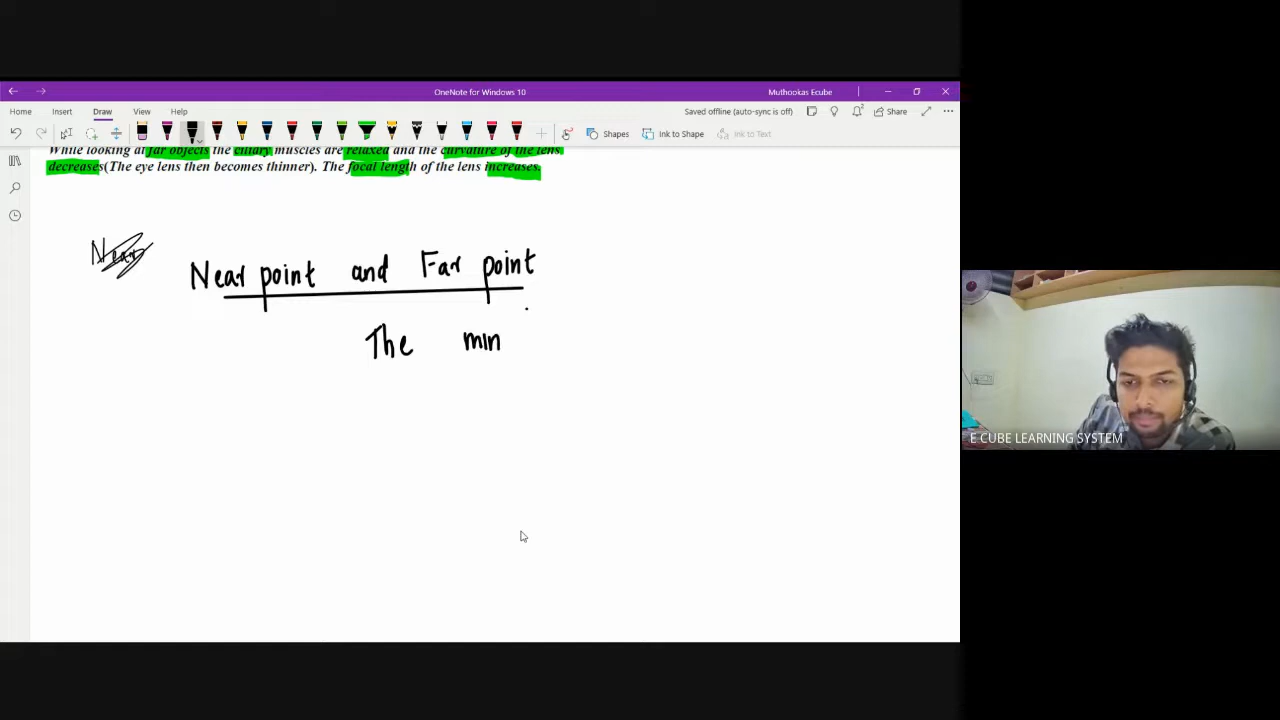 OneNote for Windows 10
Muthookas Ecube
Home Insert Draw View Help
Saved offline (auto-sync is off)
Share
Shapes
Ink to Shape
Ink to Text
While looking at far objects the ciliary muscles are relaxed and the curvature of the lens
decreases(The eye lens then becomes thinner). The focal length of the lens increases.
Near
Near point and Far point
The min
E CUBE LEARNING SYSTEM